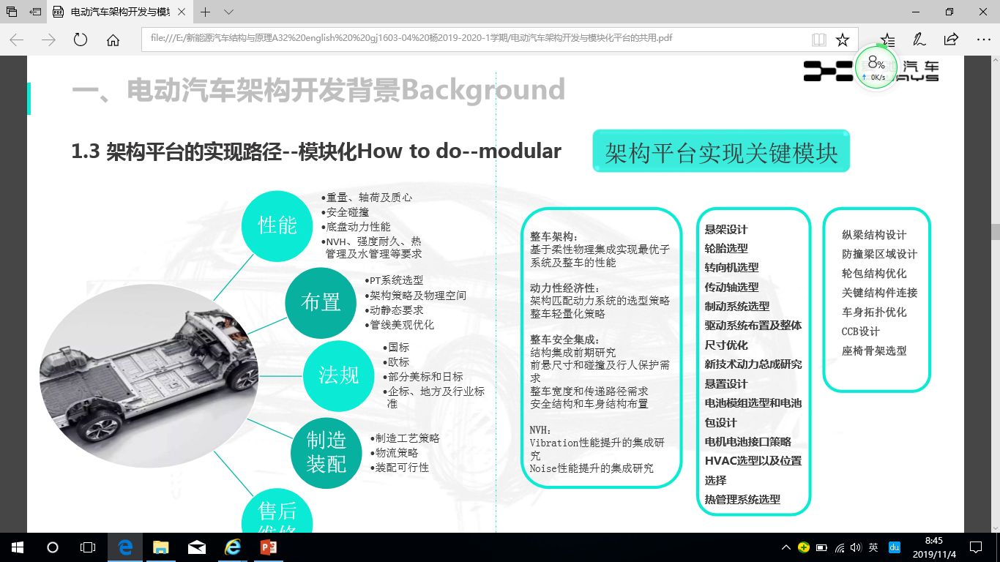 电动汽车架构开发与模块
file:///E:/新能源汽车结构与原理A32%20english%20%20gj1603-04%20杨2019-2020-1学期/电动汽车架构开发与模块化平台的共用.pdf
8%
0K/s
汽车
一、电动汽车架构开发背景Background
1.3 架构平台的实现路径--模块化How to do--modular
架构平台实现关键模块
性能
•重量、轴荷及质心
•安全碰撞
•底盘动力性能
•NVH、强度耐久、热
管理及水管理等要求
布置
•PT系统选型
•架构策略及物理空间
•动静态要求
•管线美观优化
法规
•国标
•欧标
•部分美标和日标
•企标、地方及行业标
准
制造
装配
•制造工艺策略
•物流策略
•装配可行性
售后
维修
整车架构：
基于柔性物理集成实现最优子
系统及整车的性能
动力性经济性：
架构匹配动力系统的选型策略
整车轻量化策略
整车安全集成：
结构集成前期研究
前悬尺寸和碰撞及行人保护需
求
整车宽度和传递路径需求
安全结构和车身结构布置
NVH：
Vibration性能提升的集成研
究
Noise性能提升的集成研究
悬架设计
轮胎选型
转向机选型
传动轴选型
制动系统选型
驱动系统布置及整体
尺寸优化
新技术动力总成研究
悬置设计
电池模组选型和电池
包设计
电机电池接口策略
HVAC选型以及位置
选择
热管理系统选型
纵梁结构设计
防撞梁区域设计
轮包结构优化
关键结构件连接
车身拓扑优化
CCB设计
座椅骨架选型
英
du
8:45
2019/11/4